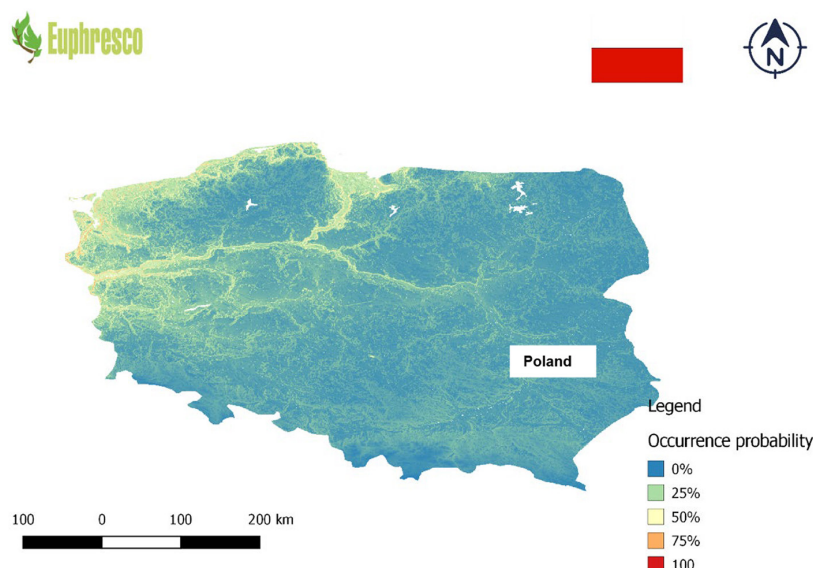 Euphresco
N
Poland
Legend
Occurrence probability
0%
25%
50%
75%
100
100 0 100 200 km